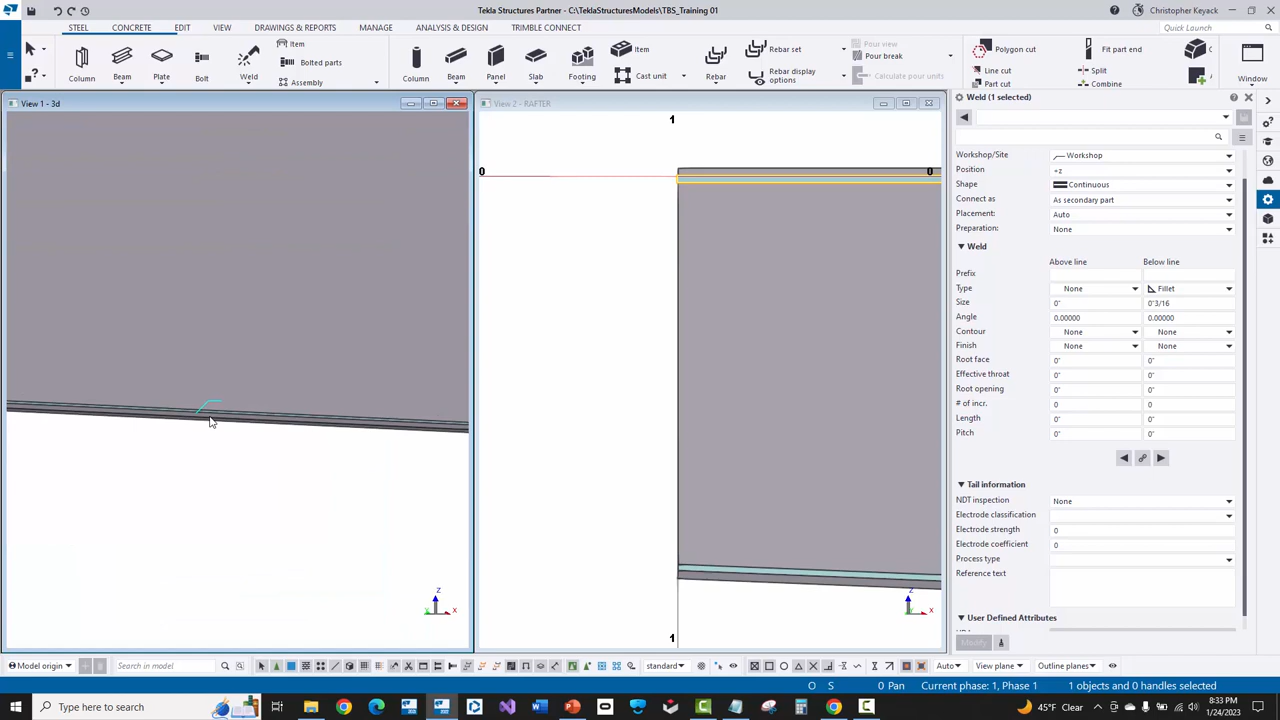 Tekla Structures Partner - C:\TeklaStructuresModels\TBS_Training 01
Christopher Keyack
STEEL CONCRETE EDIT VIEW DRAWINGS & REPORTS MANAGE ANALYSIS & DESIGN TRIMBLE CONNECT
Quick Launch
Column Beam Plate Bolt Weld
Item
Bolted parts
Assembly
Column Beam Panel Slab Footing
Item
Cast unit
Rebar
Rebar set
Rebar display options
Pour view
Pour break
Calculate pour units
Polygon cut
Line cut
Part cut
Fit part end
Split
Combine
Window
View 1 - 3d
View 2 - RAFTER
1
0
0
1
Z
X
Z
X
Weld (1 selected)
Workshop/Site Workshop
Position +z
Shape Continuous
Connect as As secondary part
Placement: Auto
Preparation: None
Weld
Above line Below line
Prefix
Type None Fillet
Size 0" 0"3/16
Angle 0.00000 0.00000
Contour None None
Finish None None
Root face 0" 0"
Effective throat 0" 0"
Root opening 0" 0"
# of incr. 0 0
Length 0" 0"
Pitch 0" 0"
Tail information
NDT inspection None
Electrode classification
Electrode strength 0
Electrode coefficient 0
Process type
Reference text
User Defined Attributes
Modify
Model origin
Search in model
standard
Auto
View plane
Outline planes
O S 0 Pan Current phase: 1, Phase 1 1 objects and 0 handles selected
Type here to search
45°F Clear
8:33 PM
1/24/2023